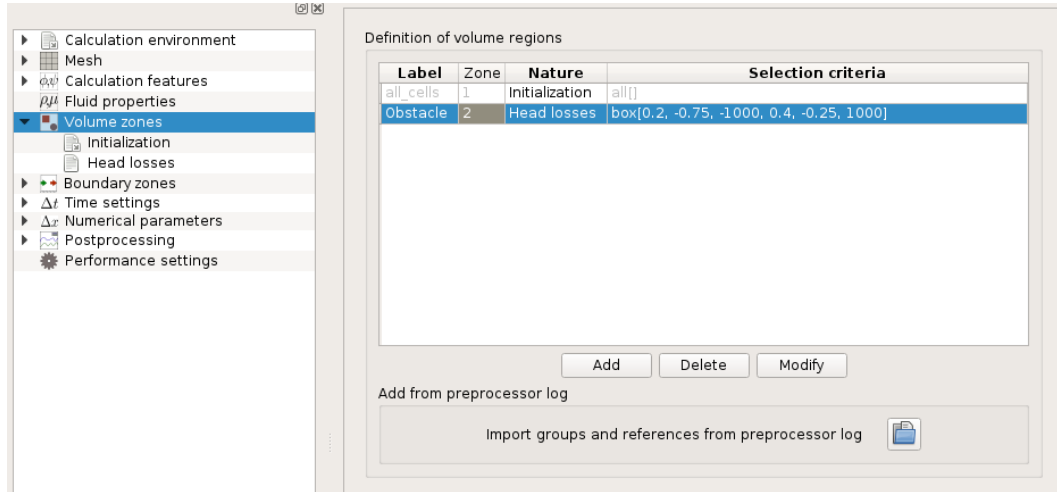 Calculation environment
Mesh
φ,ψ Calculation features
ρμ Fluid properties
Volume zones
Initialization
Head losses
Boundary zones
Δt Time settings
Δx Numerical parameters
Postprocessing
Performance settings
Definition of volume regions
Label Zone Nature Selection criteria
all_cells 1 Initialization all[]
Obstacle 2 Head losses box[0.2, -0.75, -1000, 0.4, -0.25, 1000]
Add Delete Modify
Add from preprocessor log
Import groups and references from preprocessor log